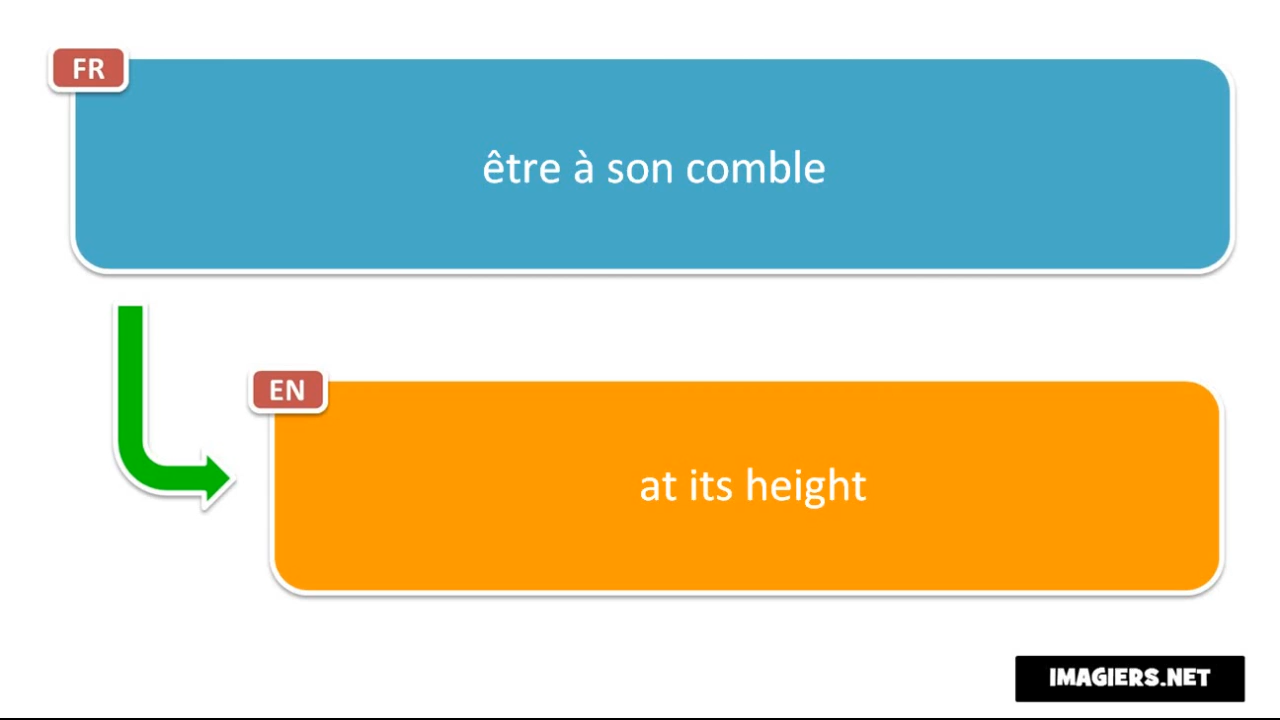 FR
être à son comble
EN
at its height
IMAGIERS.NET